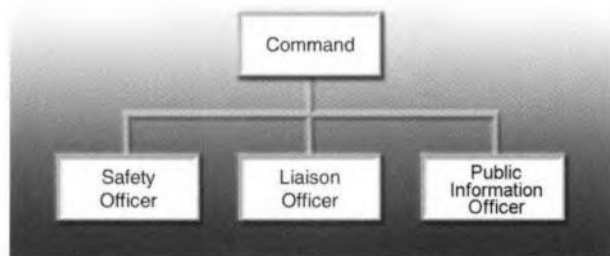 Command
Safety
Officer
Liaison
Officer
Public
Information
Officer